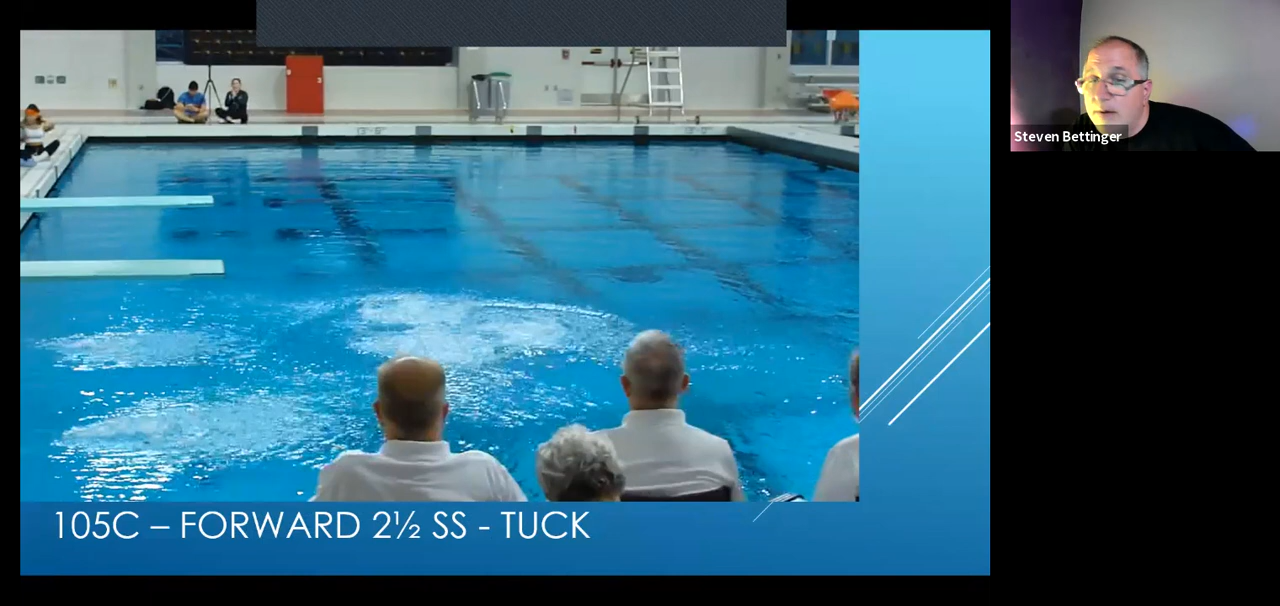 Steven Bettinger
105C – FORWARD 2½ SS - TUCK